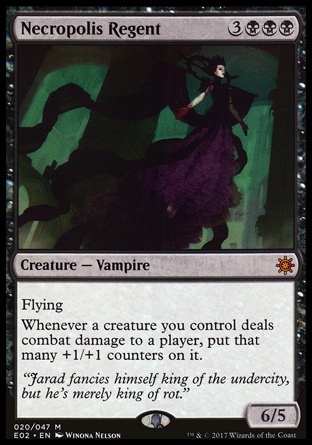 Necropolis Regent 3
Creature — Vampire
Flying
Whenever a creature you control deals
combat damage to a player, put that
many +1/+1 counters on it.
“Jarad fancies himself king of the undercity,
but he’s merely king of rot.”
6/5
020/047 M
E02 • EN Winona Nelson
™ & © 2017 Wizards of the Coast